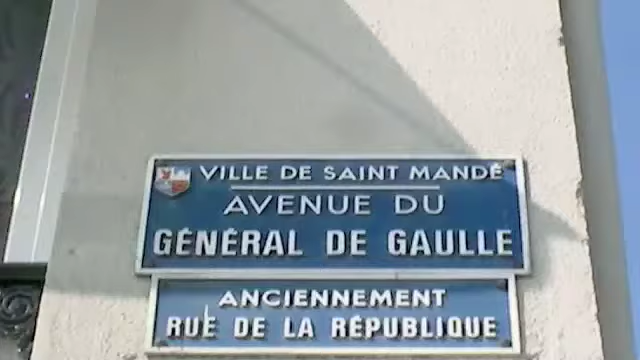 VILLE DE SAINT MANDÉ
AVENUE DU
GÉNÉRAL DE GAULLE
ANCIENNEMENT
RUE DE LA RÉPUBLIQUE